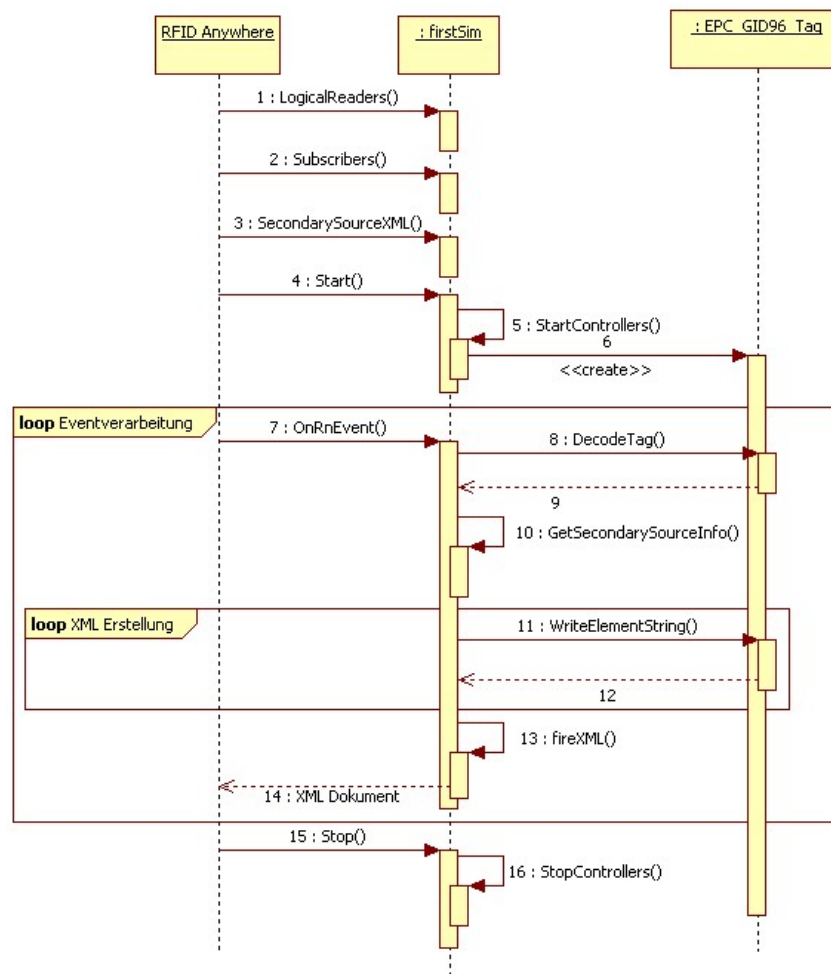 RFID Anywhere
: firstSim
: EPC_GID96_Tag
1 : LogicalReaders()
2 : Subscribers()
3 : SecondarySourceXML()
4 : Start()
5 : StartControllers()
6
<<create>>
loop Eventverarbeitung
7 : OnRnEvent()
8 : DecodeTag()
9
10 : GetSecondarySourceInfo()
loop XML Erstellung
11 : WriteElementString()
12
13 : fireXML()
14 : XML Dokument
15 : Stop()
16 : StopControllers()